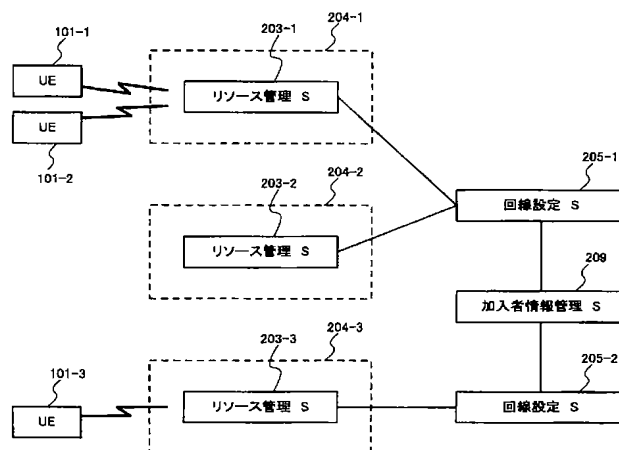 101-1
UE
UE
101-2
203-1
204-1
リソース管理 S
203-2
204-2
リソース管理 S
205-1
回線設定 S
209
加入者情報管理 S
203-3
204-3
リソース管理 S
101-3
UE
205-2
回線設定 S